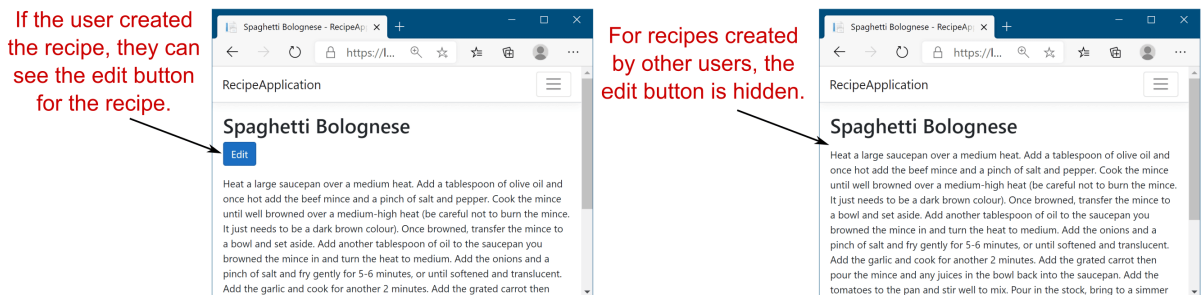 If the user created
the recipe, they can
see the edit button
for the recipe.
Spaghetti Bolognese - RecipeAp
https://l...
RecipeApplication
Spaghetti Bolognese
Edit
Heat a large saucepan over a medium heat. Add a tablespoon of olive oil and
once hot add the beef mince and a pinch of salt and pepper. Cook the mince
until well browned over a medium-high heat (be careful not to burn the mince.
It just needs to be a dark brown colour). Once browned, transfer the mince to
a bowl and set aside. Add another tablespoon of oil to the saucepan you
browned the mince in and turn the heat to medium. Add the onions and a
pinch of salt and fry gently for 5-6 minutes, or until softened and translucent.
Add the garlic and cook for another 2 minutes. Add the grated carrot then
For recipes created
by other users, the
edit button is hidden.
Spaghetti Bolognese - RecipeAp
https://l...
RecipeApplication
Spaghetti Bolognese
Heat a large saucepan over a medium heat. Add a tablespoon of olive oil and
once hot add the beef mince and a pinch of salt and pepper. Cook the mince
until well browned over a medium-high heat (be careful not to burn the mince.
It just needs to be a dark brown colour). Once browned, transfer the mince to
a bowl and set aside. Add another tablespoon of oil to the saucepan you
browned the mince in and turn the heat to medium. Add the onions and a
pinch of salt and fry gently for 5-6 minutes, or until softened and translucent.
Add the garlic and cook for another 2 minutes. Add the grated carrot then
pour the mince and any juices in the bowl back into the saucepan. Add the
tomatoes to the pan and stir well to mix. Pour in the stock, bring to a simmer